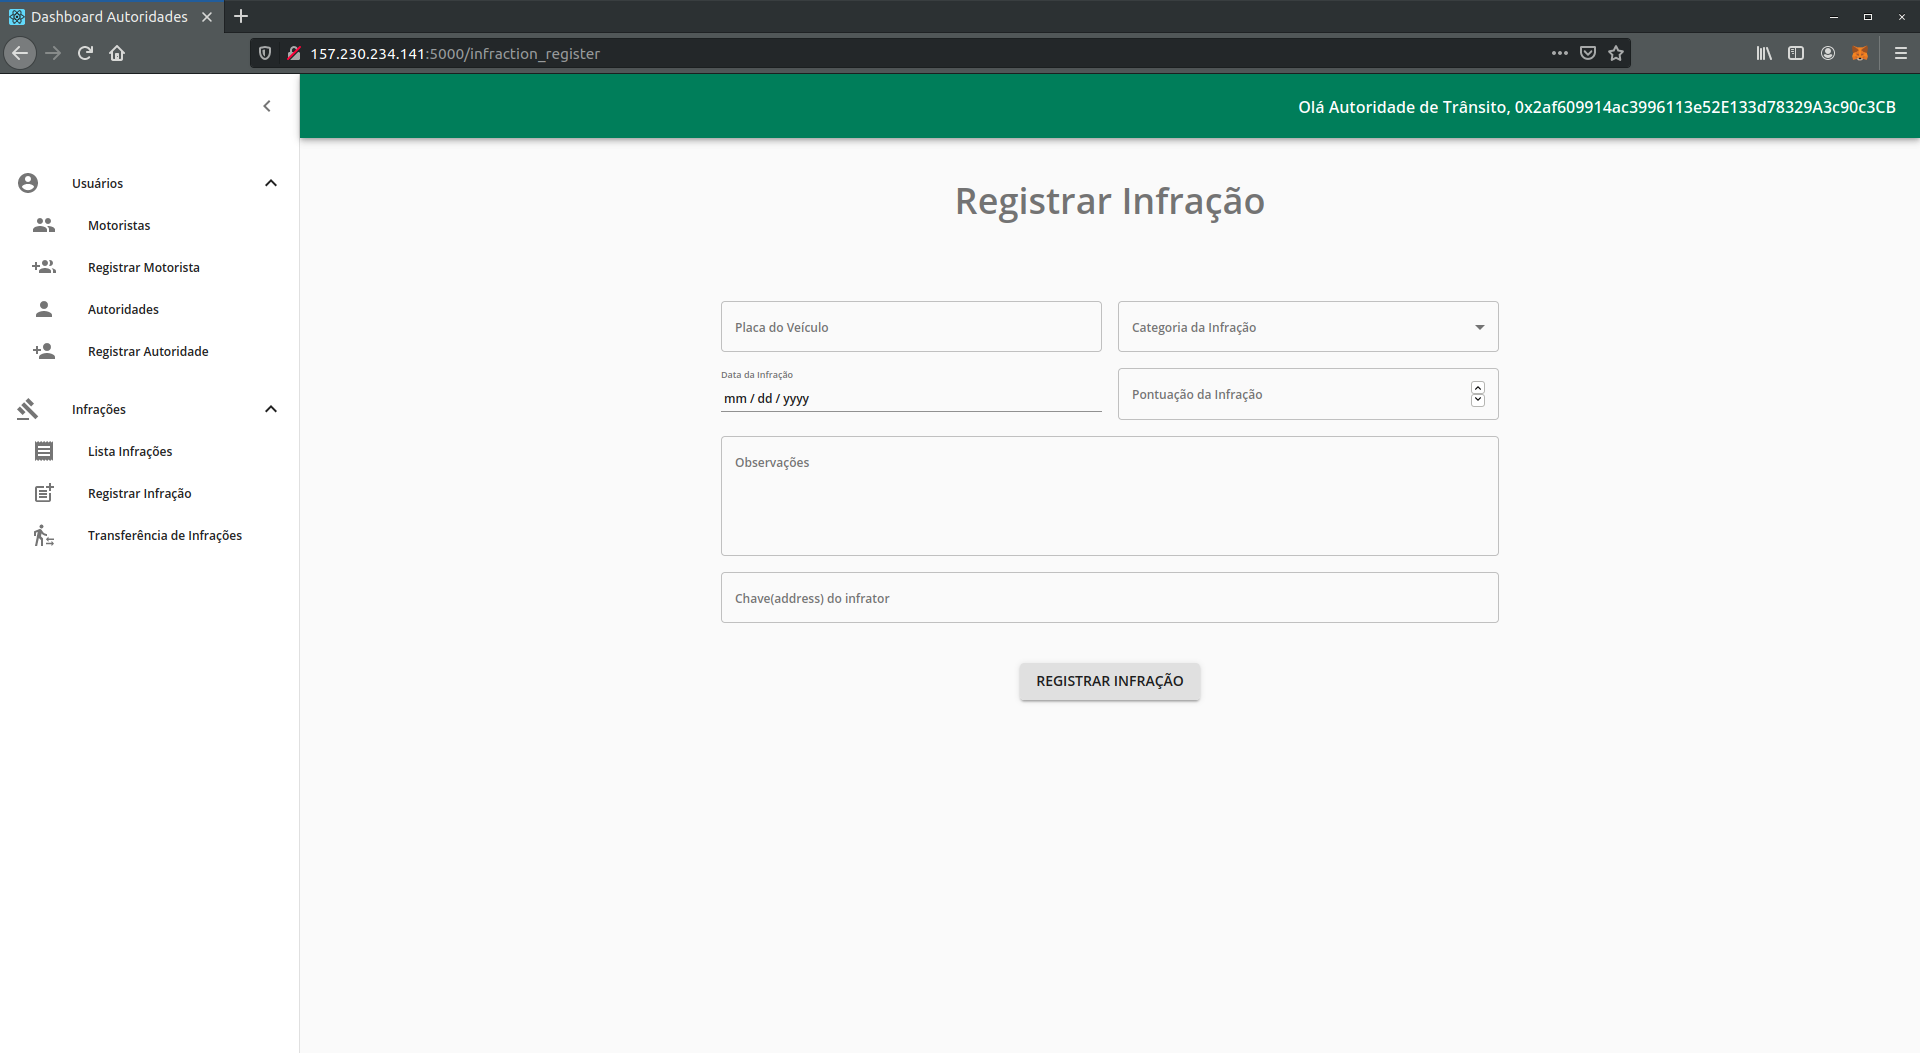 Dashboard Autoridades
157.230.234.141:5000/infraction_register
Olá Autoridade de Trânsito, 0x2af609914ac3996113e52E133d78329A3c90c3CB
Usuários
Motoristas
Registrar Motorista
Autoridades
Registrar Autoridade
Infrações
Lista Infrações
Registrar Infração
Transferência de Infrações
Registrar Infração
Placa do Veículo
Categoria da Infração
Data da Infração
mm / dd / yyyy
Pontuação da Infração
Observações
Chave(address) do infrator
REGISTRAR INFRAÇÃO